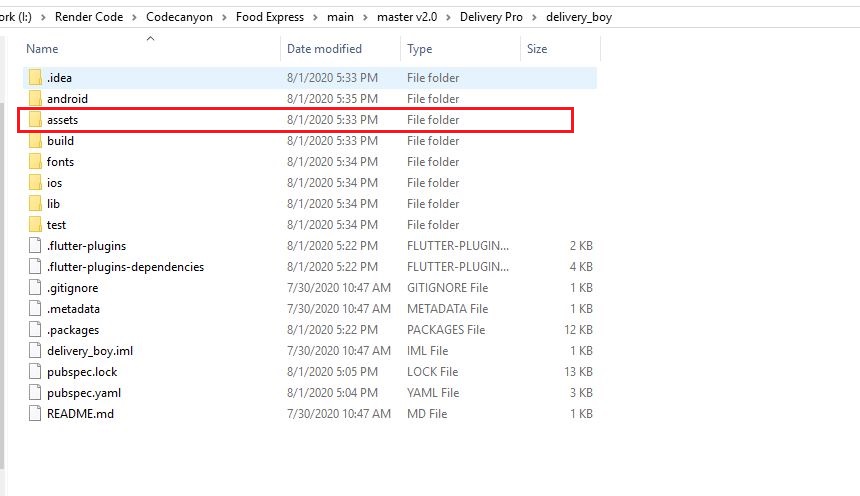 ork (I:) > Render Code > Codecanyon > Food Express > main > master v2.0 > Delivery Pro > delivery_boy
Name Date modified Type Size
.idea 8/1/2020 5:33 PM File folder
android 8/1/2020 5:35 PM File folder
assets 8/1/2020 5:33 PM File folder
build 8/1/2020 5:33 PM File folder
fonts 8/1/2020 5:34 PM File folder
ios 8/1/2020 5:34 PM File folder
lib 8/1/2020 5:34 PM File folder
test 8/1/2020 5:34 PM File folder
.flutter-plugins 8/1/2020 5:22 PM FLUTTER-PLUGIN... 2 KB
.flutter-plugins-dependencies 8/1/2020 5:22 PM FLUTTER-PLUGIN... 4 KB
.gitignore 7/30/2020 10:47 AM GITIGNORE File 1 KB
.metadata 7/30/2020 10:47 AM METADATA File 1 KB
.packages 8/1/2020 5:22 PM PACKAGES File 12 KB
delivery_boy.iml 7/30/2020 10:47 AM IML File 1 KB
pubspec.lock 8/1/2020 5:05 PM LOCK File 13 KB
pubspec.yaml 8/1/2020 5:04 PM YAML File 3 KB
README.md 7/30/2020 10:47 AM MD File 1 KB